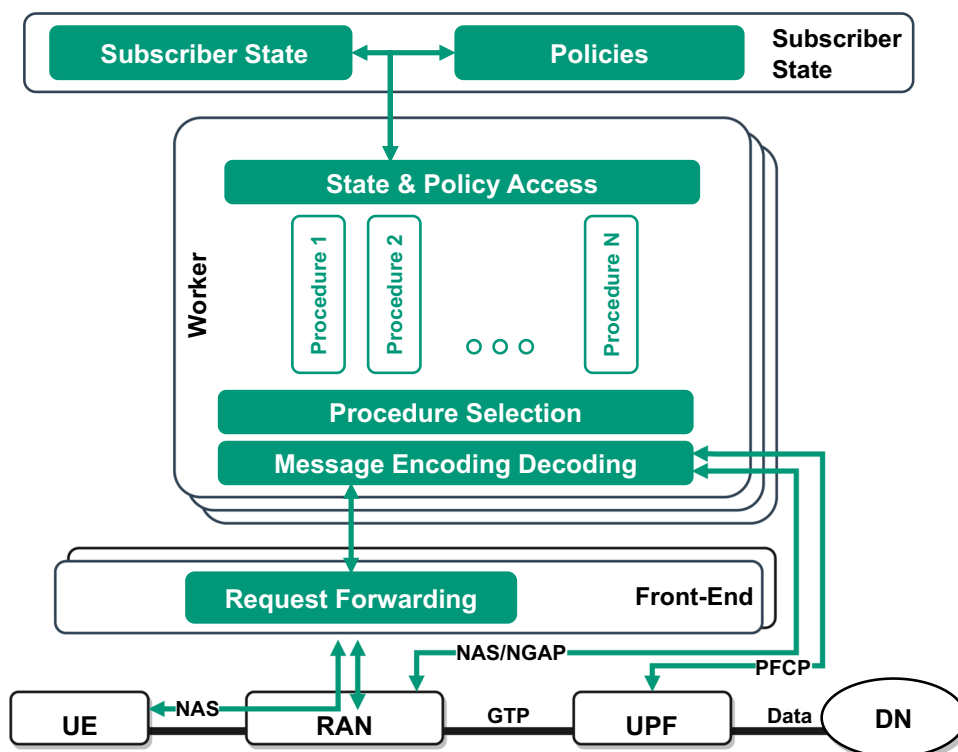 Subscriber State
Policies
Subscriber
State
State & Policy Access
Worker
Procedure 1
Procedure 2
Procedure N
Procedure Selection
Message Encoding Decoding
Request Forwarding
Front-End
NAS/NGAP
PFCP
NAS
UE
RAN
GTP
UPF
Data
DN